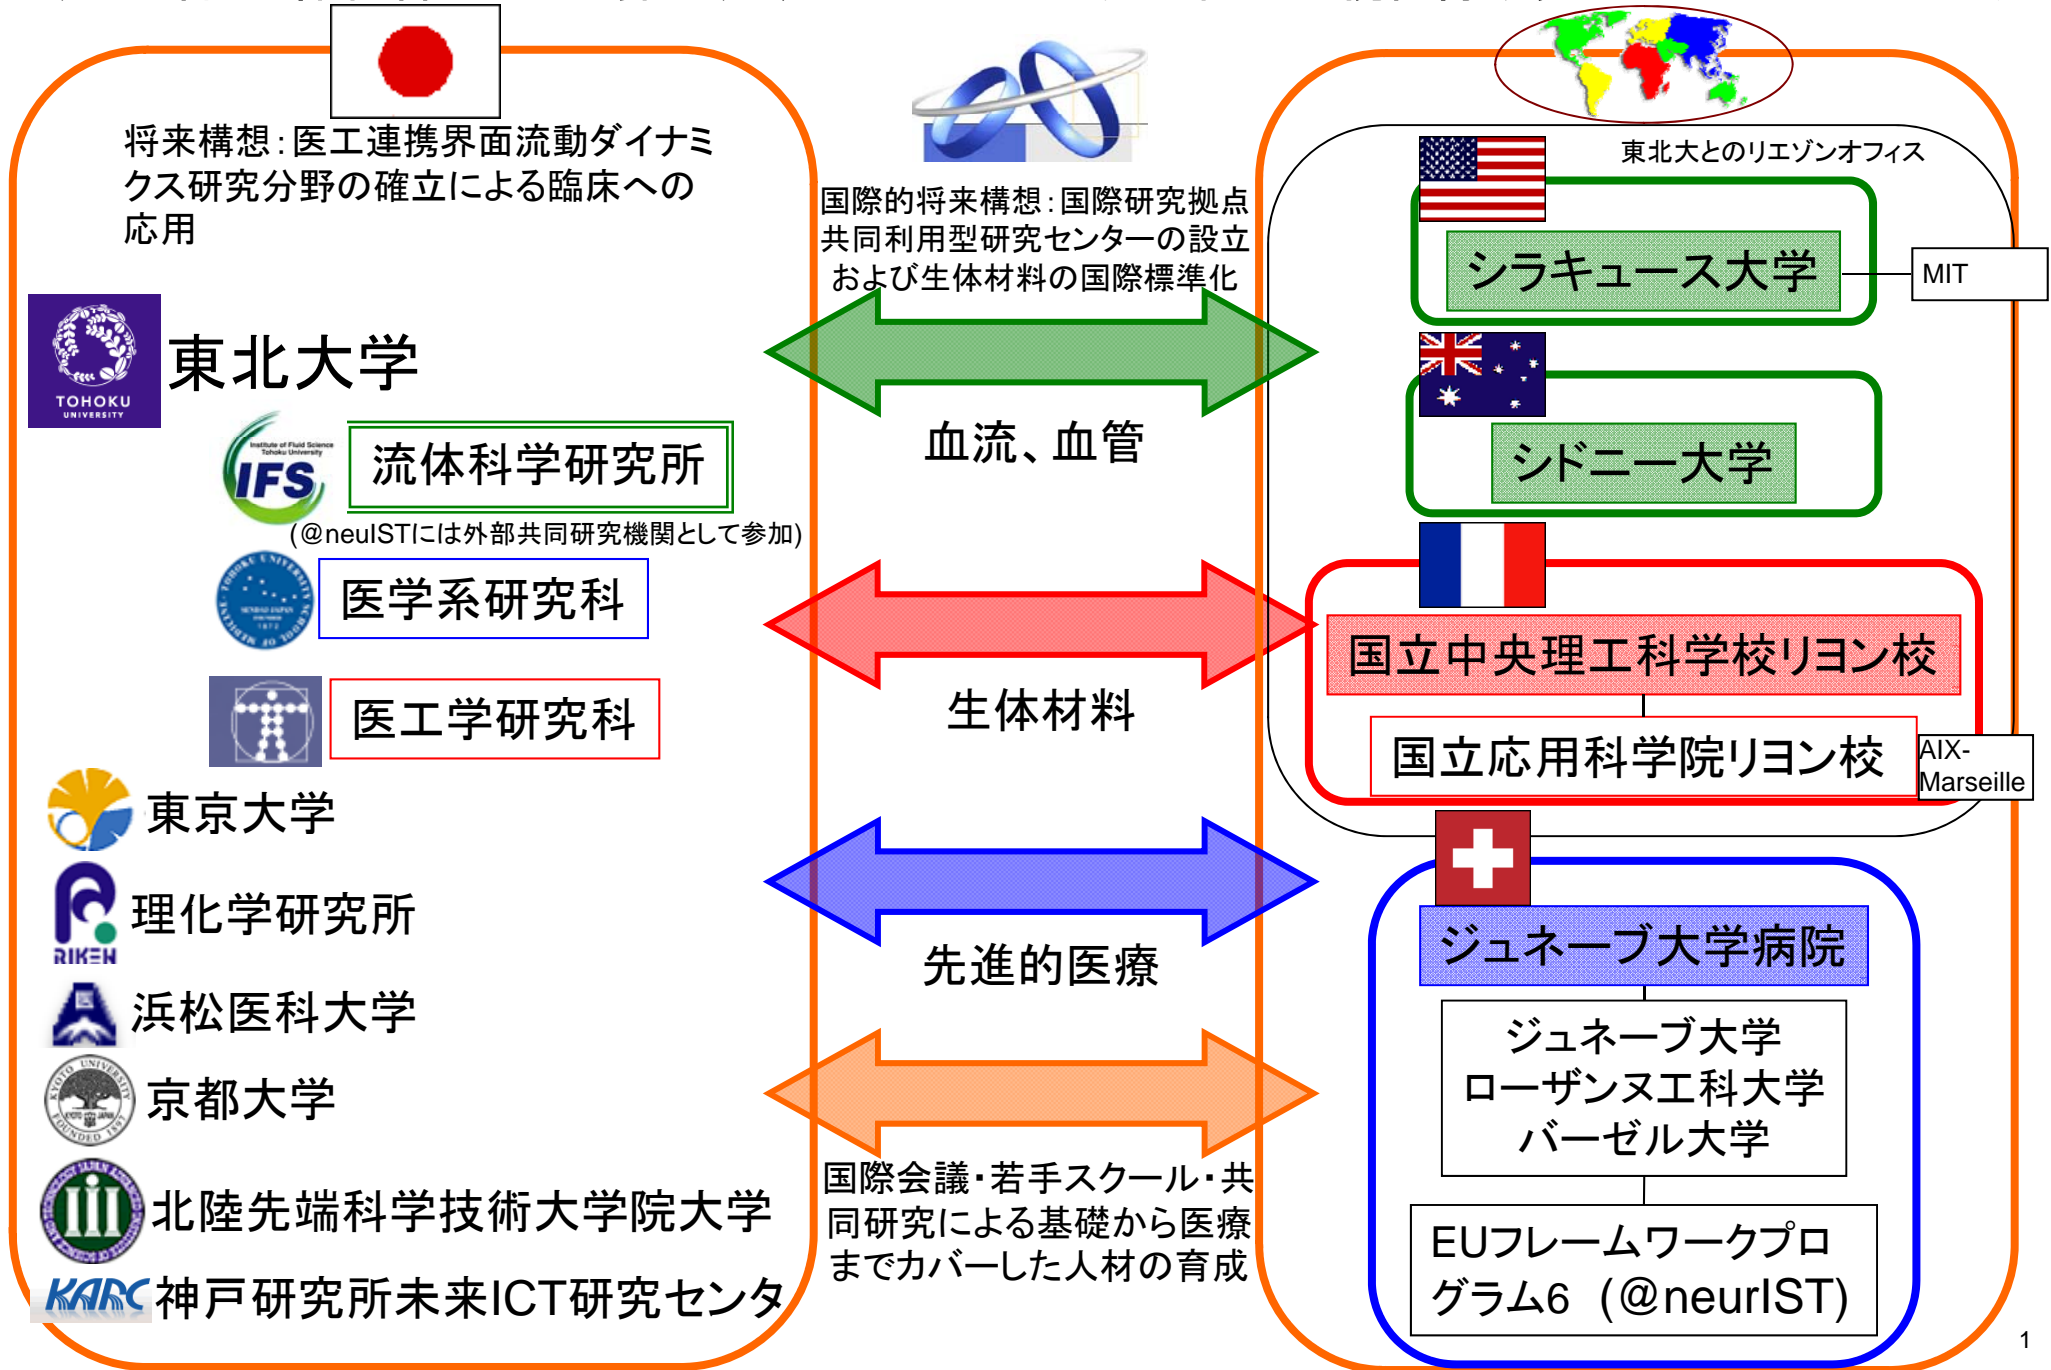 将来構想：医工連携界面流動ダイナミ
クス研究分野の確立による臨床への
応用
TOHOKU
UNIVERSITY
東北大学
Institute of Fluid Science
Tohoku University
IFS
流体科学研究所
(@neuISTには外部共同研究機関として参加)
医学系研究科
医工学研究科
東京大学
RIKEN
理化学研究所
浜松医科大学
京都大学
北陸先端科学技術大学院大学
KARC
神戸研究所未来ICT研究センタ
国際的将来構想：国際研究拠点
共同利用型研究センターの設立
および生体材料の国際標準化
血流、血管
生体材料
先進的医療
国際会議・若手スクール・共
同研究による基礎から医療
までカバーした人材の育成
東北大とのリエゾンオフィス
シラキュース大学
MIT
シドニー大学
国立中央理工科学校リヨン校
国立応用科学院リヨン校
AIX-
Marseille
ジュネーブ大学病院
ジュネーブ大学
ローザンヌ工科大学
バーゼル大学
EUフレームワークプロ
グラム6 (@neurIST)
1